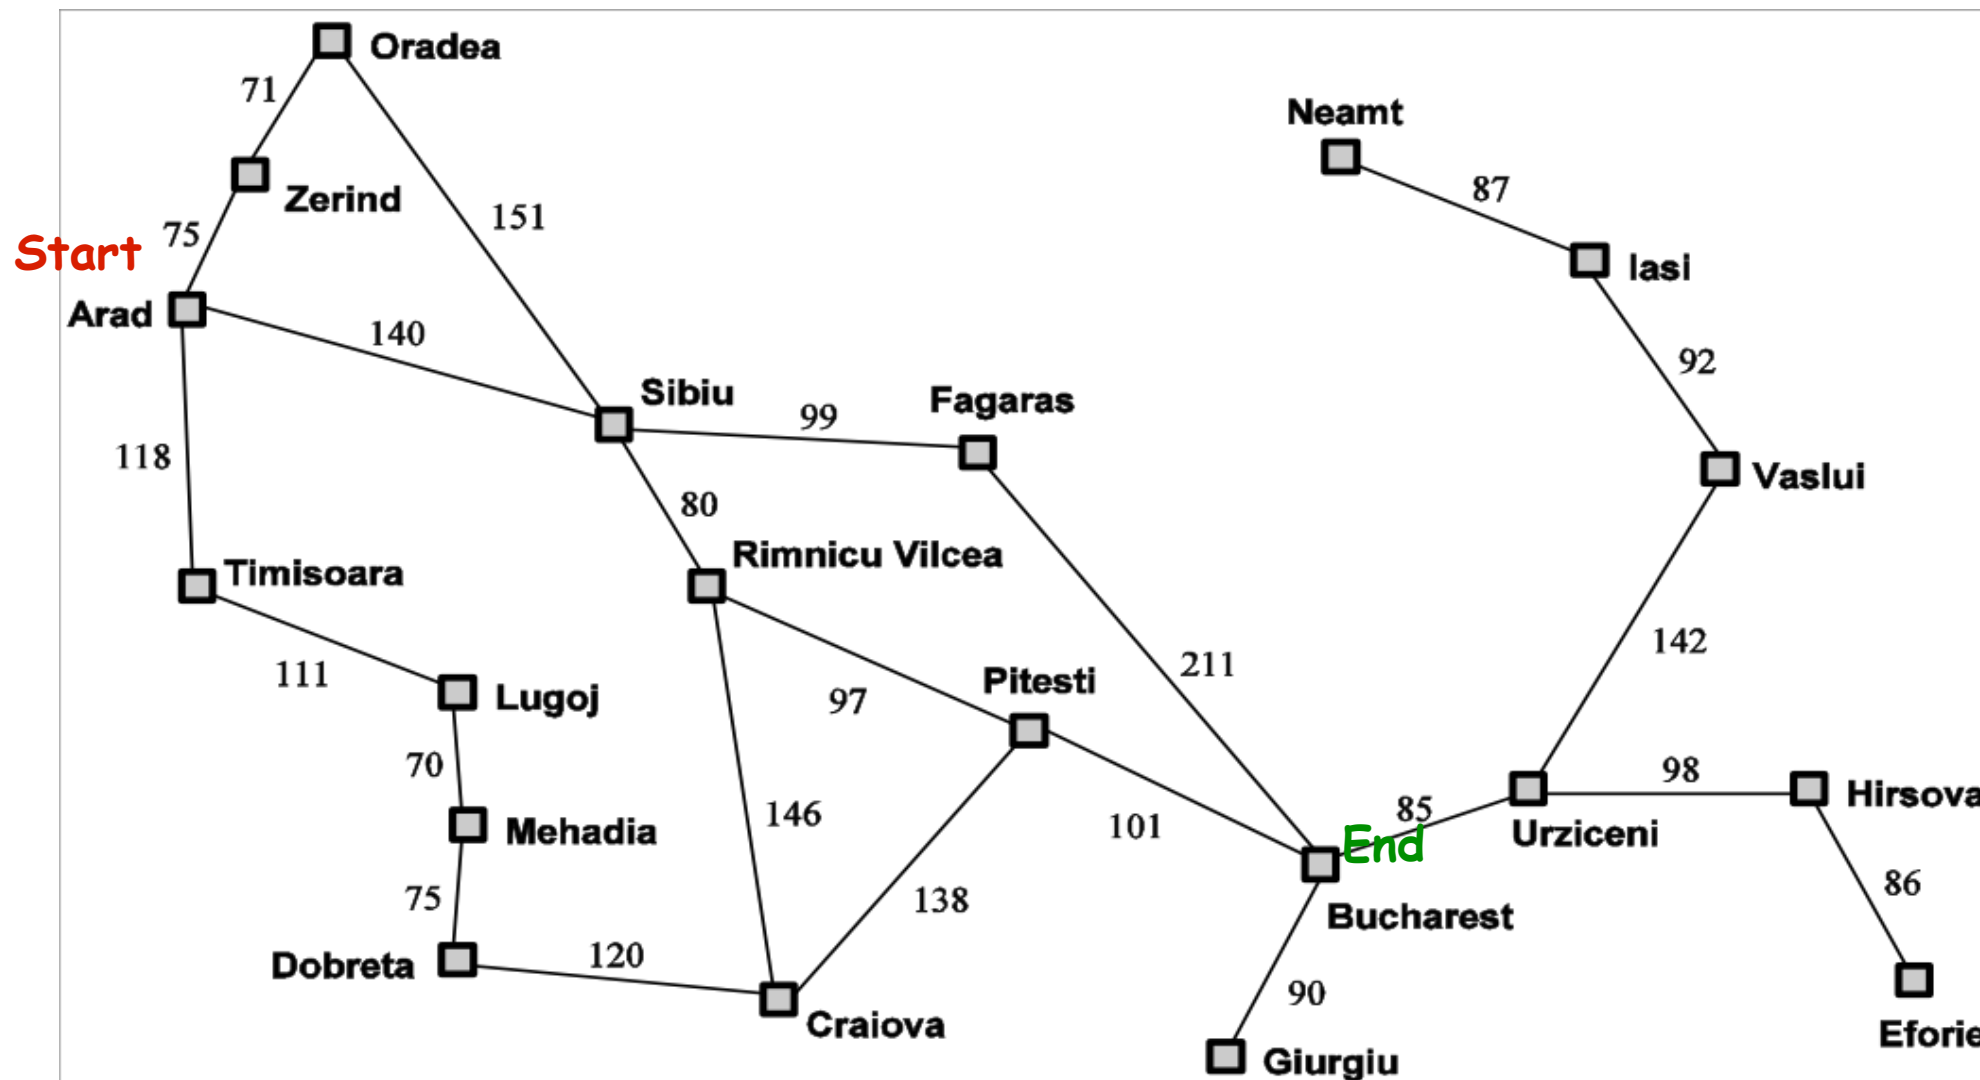 Oradea
71
Neamt
87
Zerind
151
75
Start
Iasi
Arad
140
92
Sibiu
Fagaras
99
118
Vaslui
80
Rimnicu Vilcea
Timisoara
142
211
111
Pitesti
Lugoj
97
70
98
Hirsova
146
85
101
Urziceni
Mehadia
End
86
75
138
Bucharest
120
Dobreta
90
Craiova
Eforie
Giurgiu